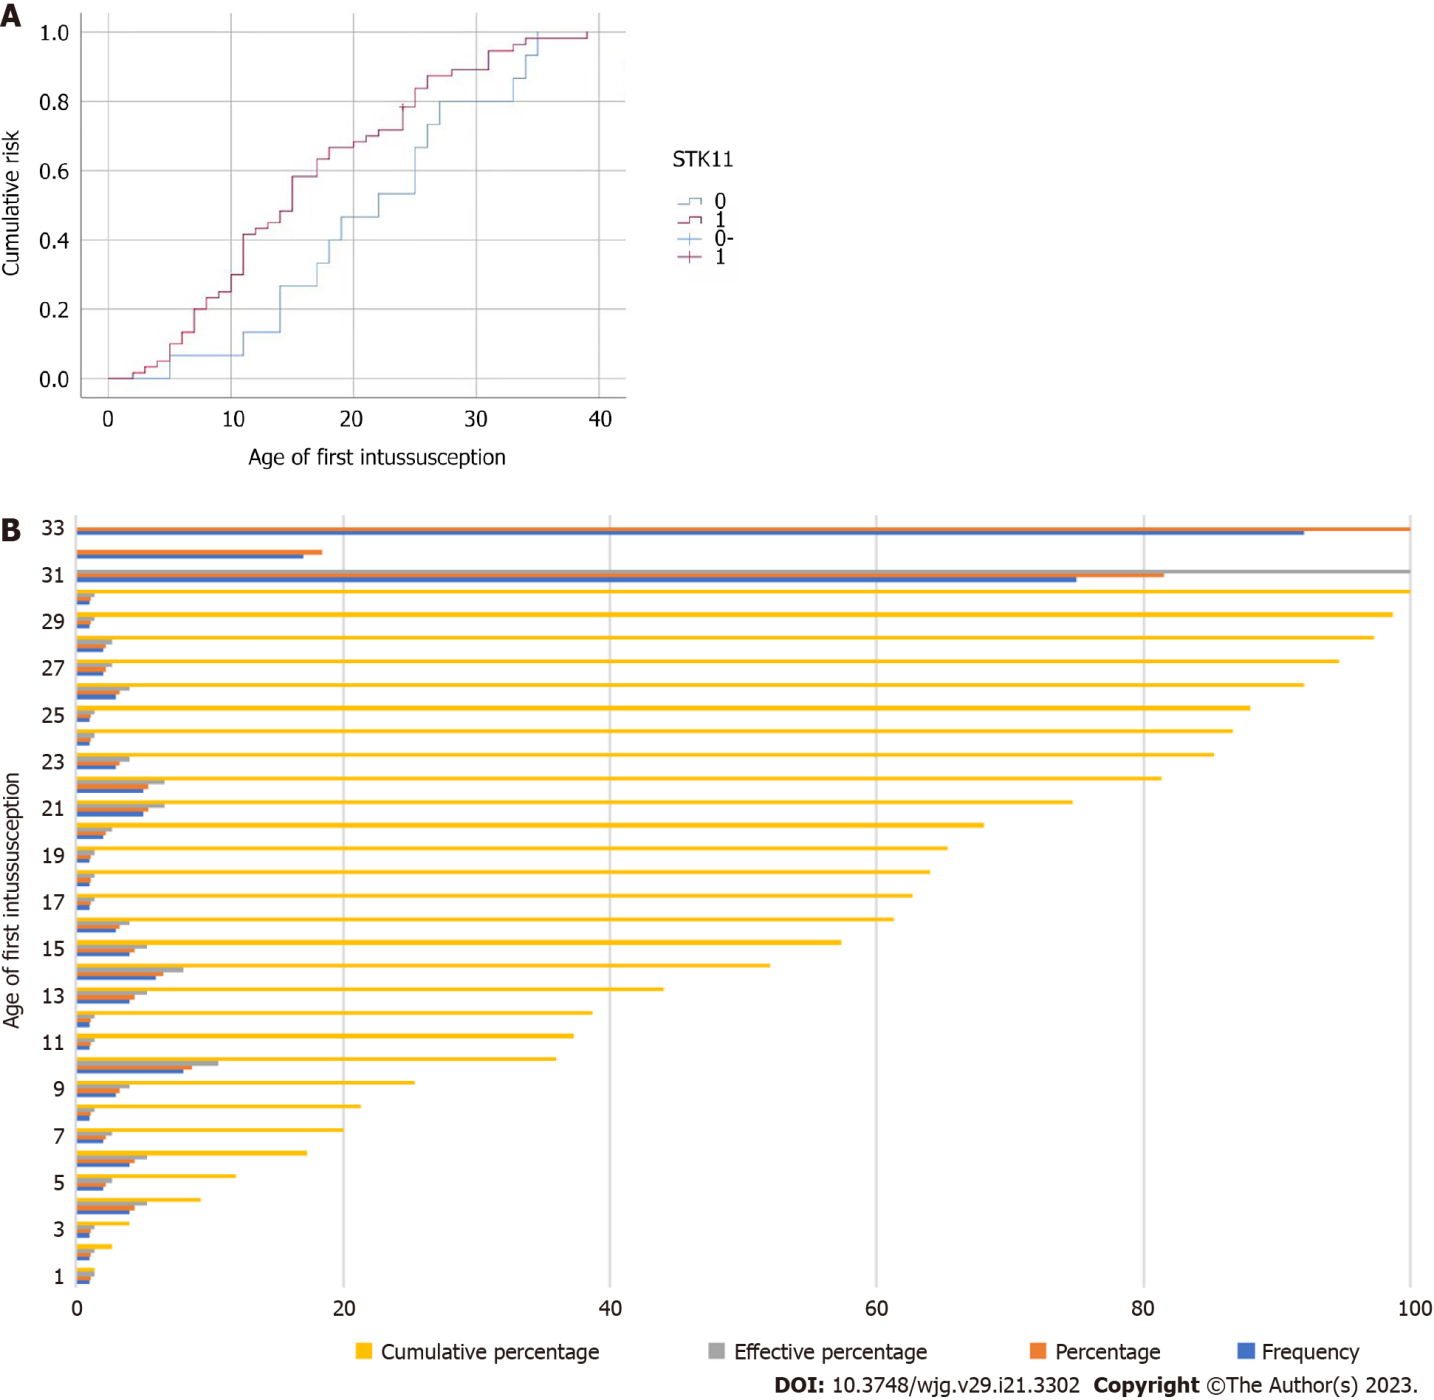 A
1.0
0.8
0.6
0.4
0.2
0.0
Cumulative risk
0 10 20 30 40
Age of first intussusception
STK11
0
1
0-
1
B
33
31
29
27
25
23
21
19
17
15
13
11
9
7
5
3
1
Age of first intussusception
0 20 40 60 80 100
Cumulative percentage Effective percentage Percentage Frequency
DOI: 10.3748/wjg.v29.i21.3302 Copyright ©The Author(s) 2023.